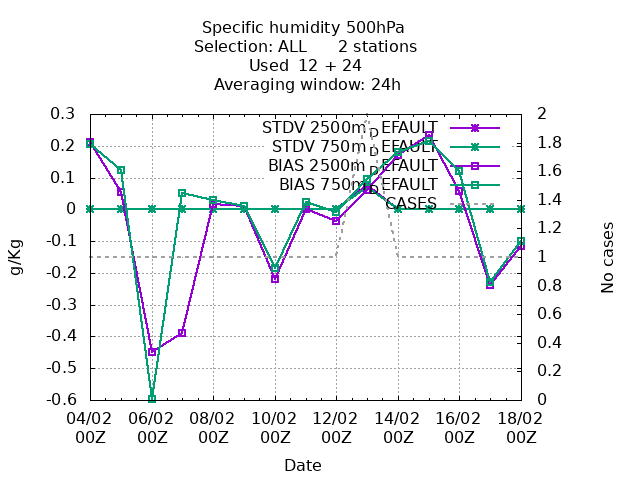 Specific humidity 500hPa
Selection: ALL 2 stations
Used 12 + 24
Averaging window: 24h
STDV 2500m_DEFAULT
STDV 750m_DEFAULT
BIAS 2500m_DEFAULT
BIAS 750m_DEFAULT
CASES
0.3
0.2
0.1
0
-0.1
-0.2
-0.3
-0.4
-0.5
-0.6
g/Kg
2
1.8
1.6
1.4
1.2
1
0.8
0.6
0.4
0.2
0
No cases
04/02 06/02 08/02 10/02 12/02 14/02 16/02 18/02
00Z 00Z 00Z 00Z 00Z 00Z 00Z 00Z
Date